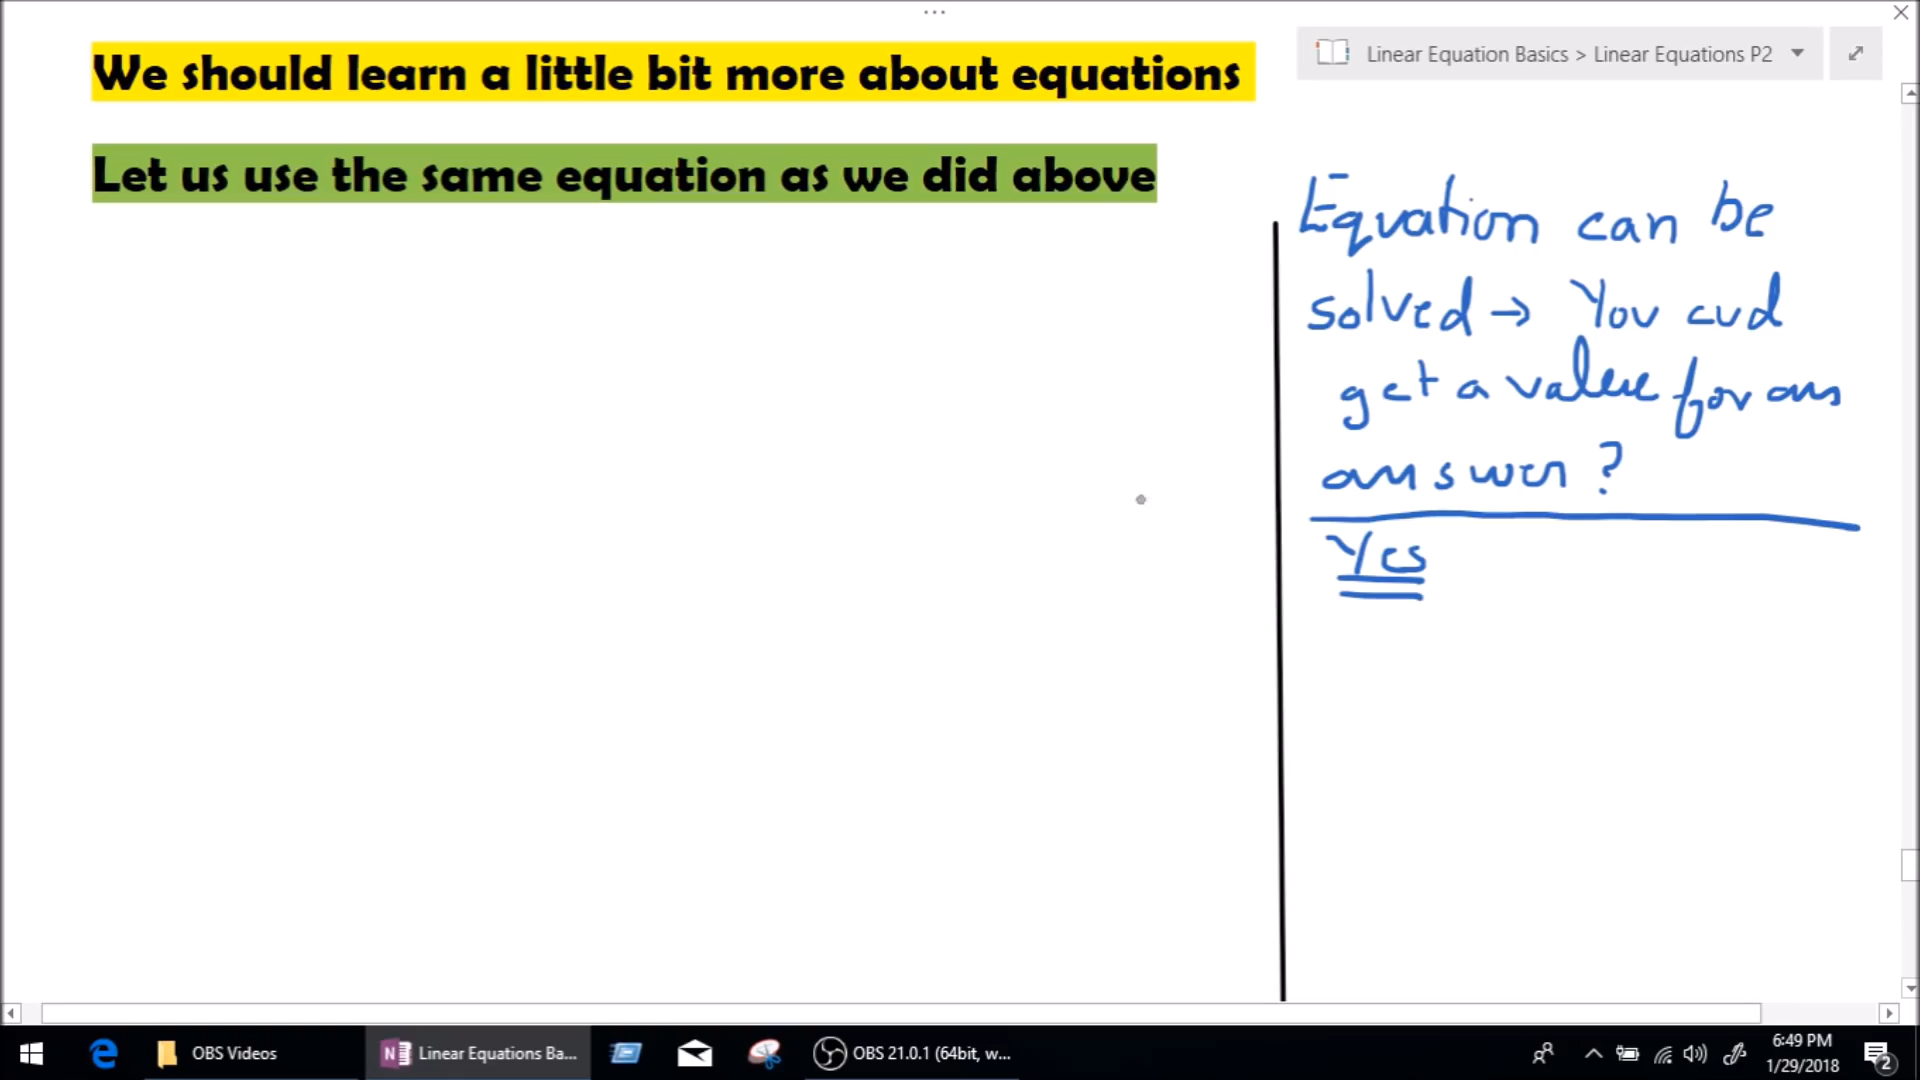 We should learn a little bit more about equations
Linear Equation Basics > Linear Equations P2
Let us use the same equation as we did above
Equation can be
solved → You cud
get a value for an
answer?
Yes
OBS Videos
Linear Equations Ba...
OBS 21.0.1 (64bit, w...
6:49 PM
1/29/2018
2